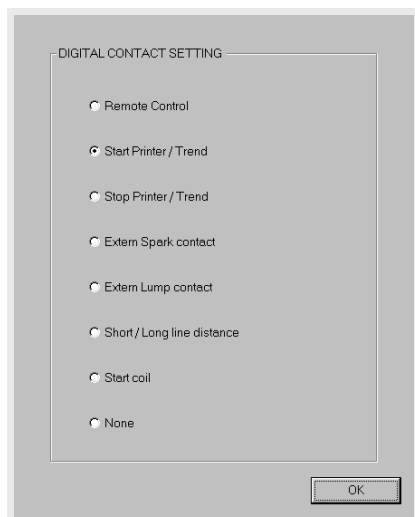 DIGITAL CONTACT SETTING
Remote Control
Start Printer / Trend
Stop Printer / Trend
Extern Spark contact
Extern Lump contact
Short / Long line distance
Start coil
None
OK